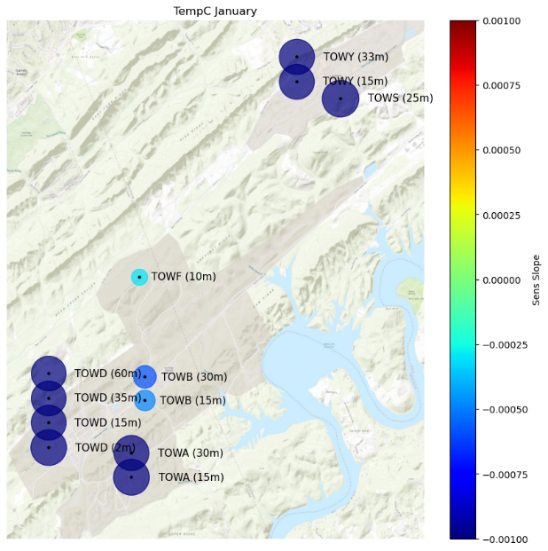 TempC January
TOWY (33m)
TOWY (15m)
TOWS (25m)
TOWF (10m)
TOWD (60m)
TOWB (30m)
TOWD (35m)
TOWB (15m)
TOWD (15m)
TOWD (2m)
TOWA (30m)
TOWA (15m)
0.00100
0.00075
0.00050
0.00025
0.00000
−0.00025
−0.00050
−0.00075
−0.00100
Sens Slope